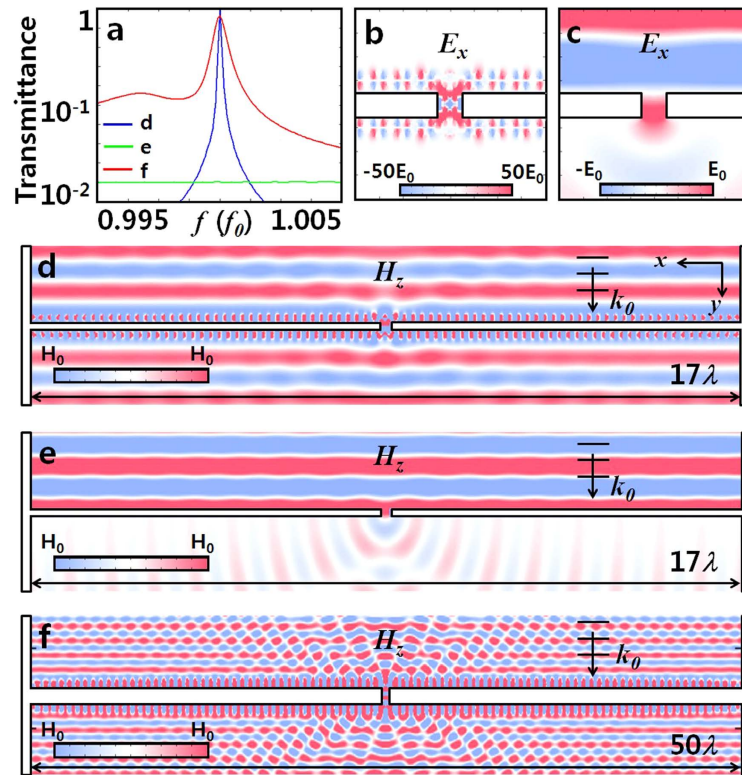 a
Transmittance
1
10-1
10-2
d
e
f
0.995
f (f0)
1.007
b
Ex
-50E0
50E0
c
Ex
-E0
E0
d
Hz
k0
x
y
H0
H0
17λ
e
Hz
k0
H0
H0
17λ
f
Hz
k0
H0
H0
50λ